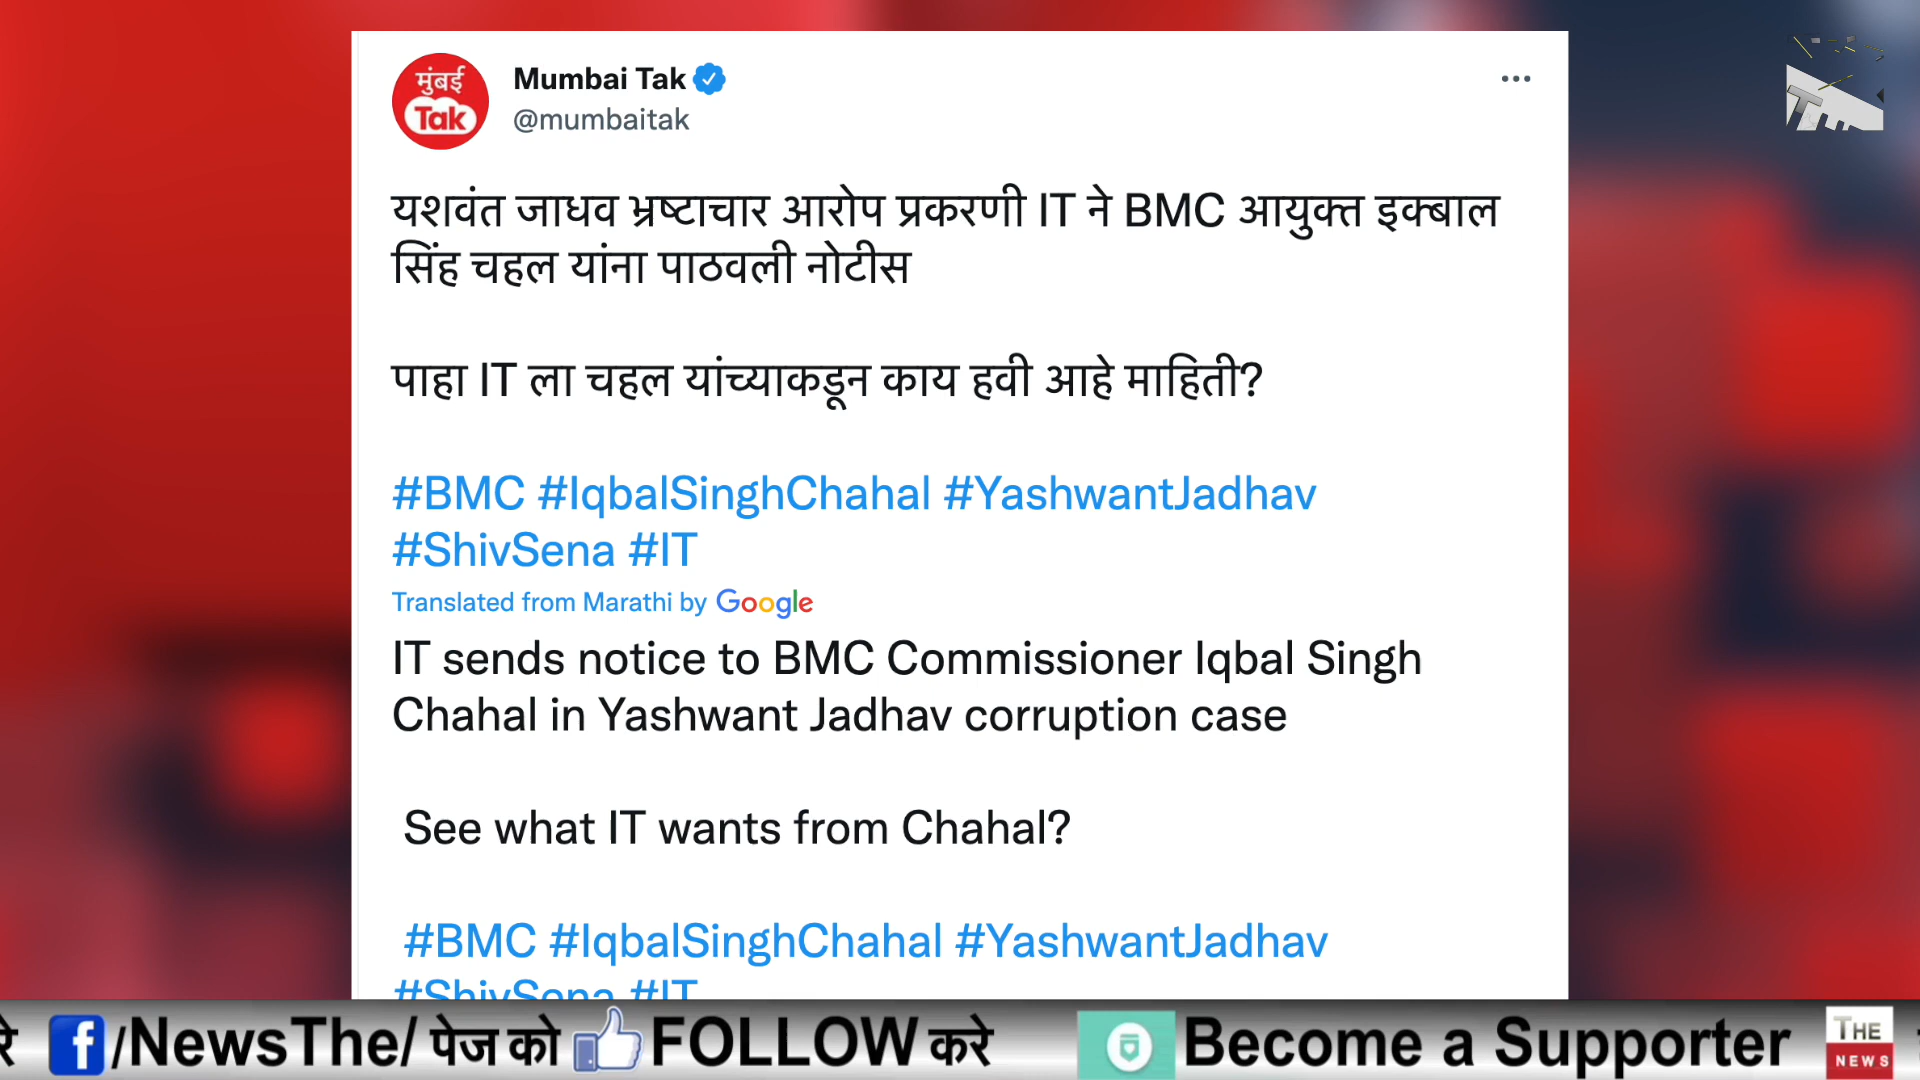 मुंबई
Tak
Mumbai Tak
@mumbaitak
यशवंत जाधव भ्रष्टाचार आरोप प्रकरणी IT ने BMC आयुक्त इक्बाल
सिंह चहल यांना पाठवली नोटीस
पाहा IT ला चहल यांच्याकडून काय हवी आहे माहिती?
#BMC #IqbalSinghChahal #YashwantJadhav
#ShivSena #IT
Translated from Marathi by Google
IT sends notice to BMC Commissioner Iqbal Singh
Chahal in Yashwant Jadhav corruption case
See what IT wants from Chahal?
#BMC #IqbalSinghChahal #YashwantJadhav
#ShivSena #IT
/NewsThe/ पेज को FOLLOW करे Become a Supporter THE NEWS